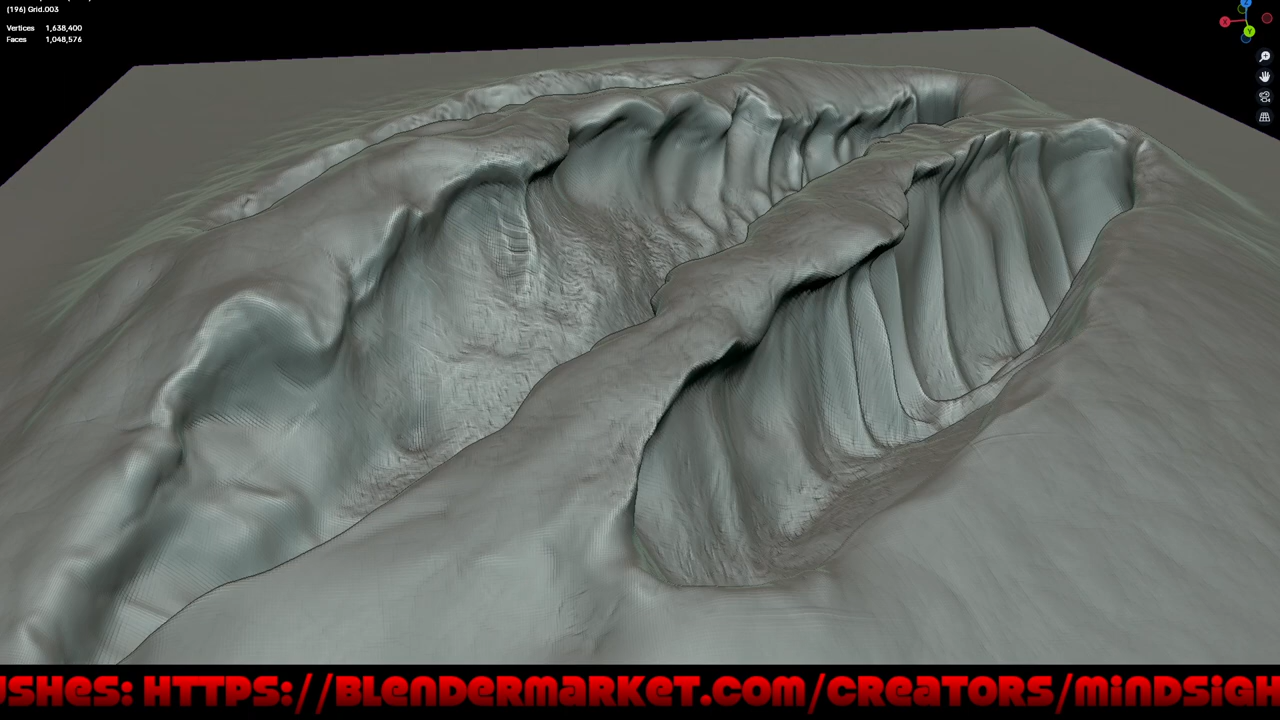 (196) Grid.003
Vertices 1,638,400
Faces 1,048,576
Z
X
Y
USHES: HTTPS://BLENDERMARKET.COM/CREATORS/MINDSIGH